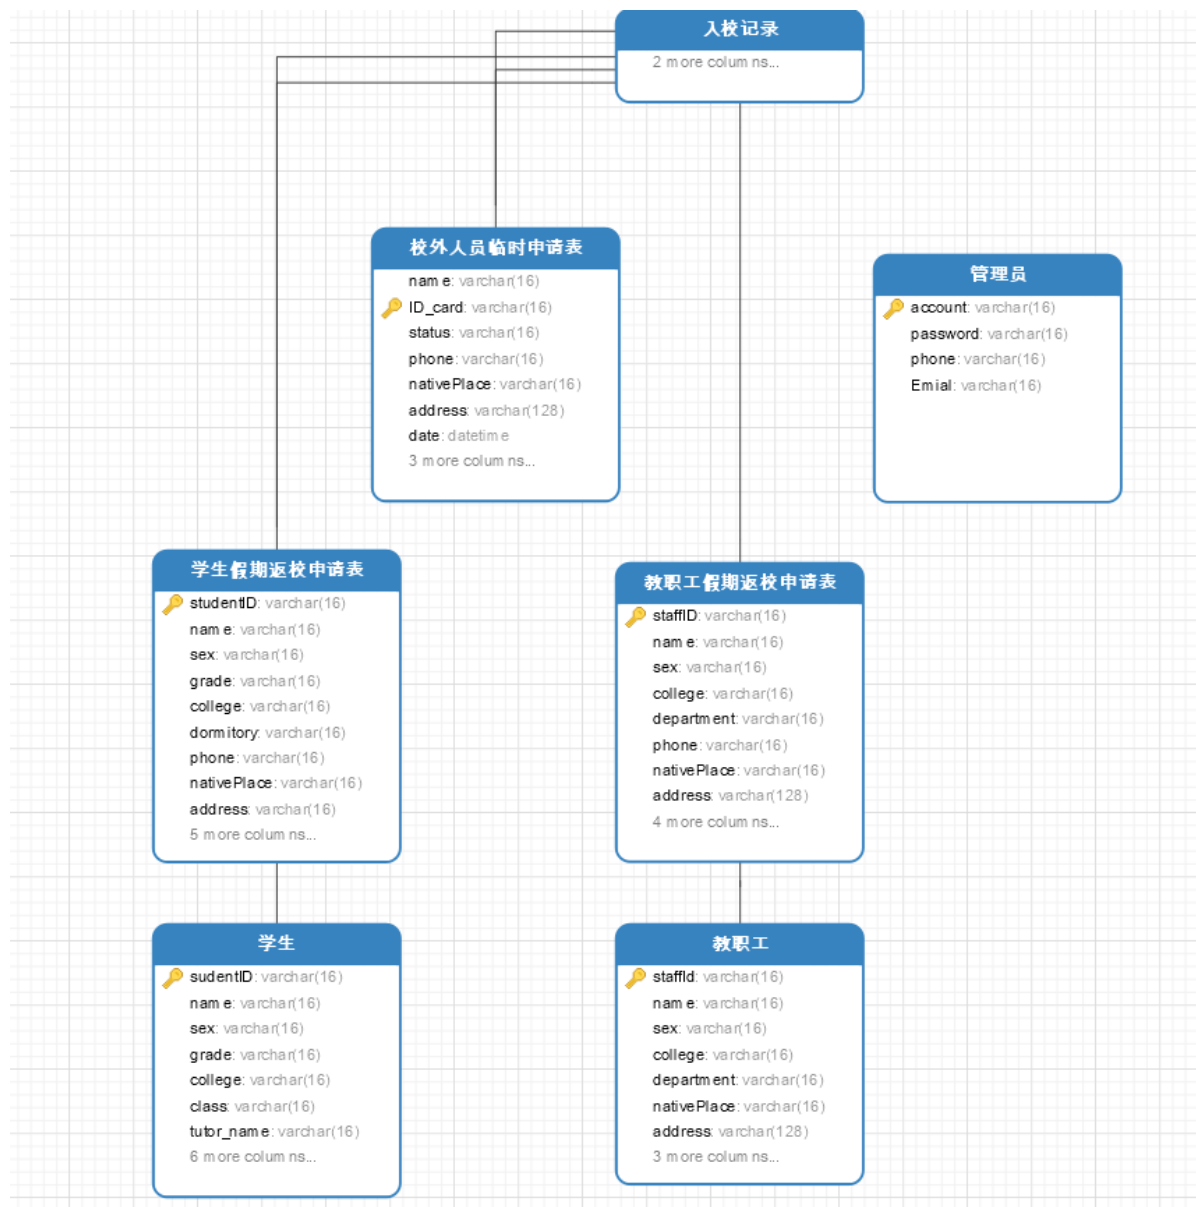 入校记录
2 more columns...
校外人员临时申请表
name: varchar(16)
ID_card: varchar(16)
status: varchar(16)
phone: varchar(16)
nativePlace: varchar(16)
address: varchar(128)
date: datetime
3 more columns...
管理员
account: varchar(16)
password: varchar(16)
phone: varchar(16)
Emial: varchar(16)
学生假期返校申请表
studentID: varchar(16)
name: varchar(16)
sex: varchar(16)
grade: varchar(16)
college: varchar(16)
dormitory: varchar(16)
phone: varchar(16)
nativePlace: varchar(16)
address: varchar(16)
5 more columns...
教职工假期返校申请表
staffID: varchar(16)
name: varchar(16)
sex: varchar(16)
college: varchar(16)
department: varchar(16)
phone: varchar(16)
nativePlace: varchar(16)
address: varchar(128)
4 more columns...
学生
sudentID: varchar(16)
name: varchar(16)
sex: varchar(16)
grade: varchar(16)
college: varchar(16)
class: varchar(16)
tutor_name: varchar(16)
6 more columns...
教职工
staffId: varchar(16)
name: varchar(16)
sex: varchar(16)
college: varchar(16)
department: varchar(16)
nativePlace: varchar(16)
address: varchar(128)
3 more columns...